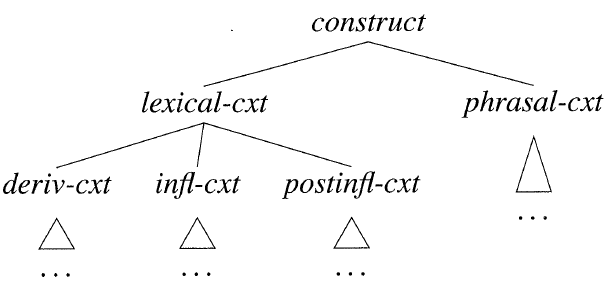 construct
lexical-cxt phrasal-cxt
deriv-cxt infl-cxt postinfl-cxt
...
... ... ...